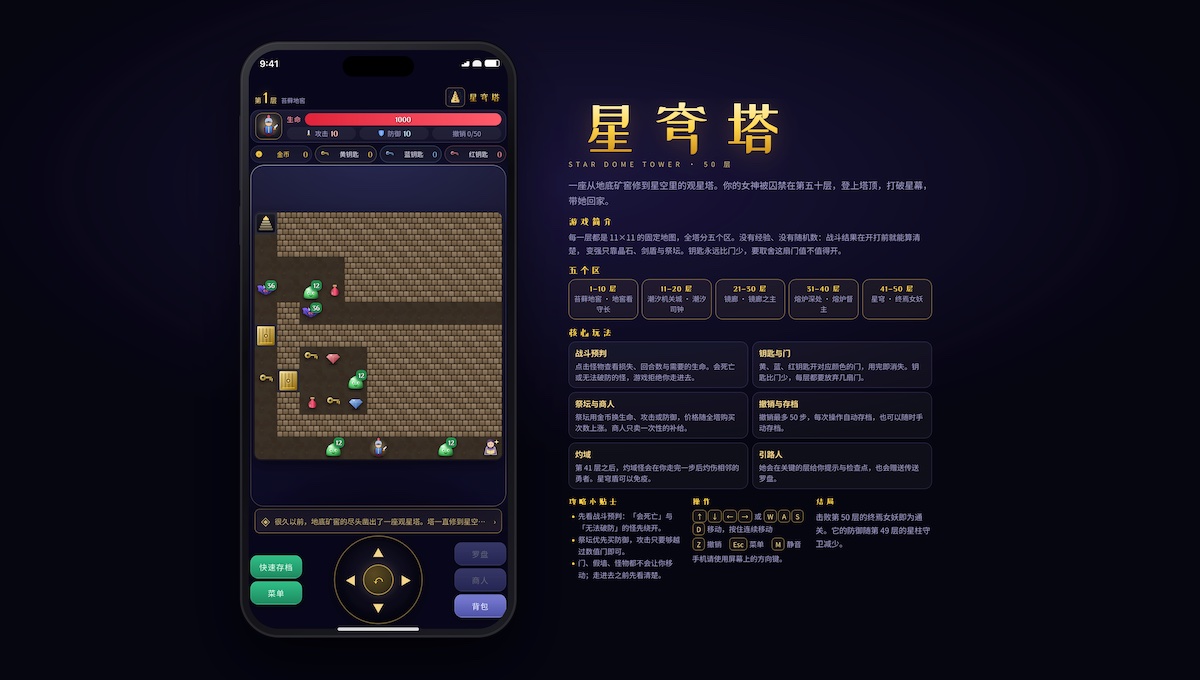 9:41
第1层 苔藓地窖
星穹塔
生命 1000
攻击 10 防御 10 撤销 0/50
金币 0 黄钥匙 0 蓝钥匙 0 红钥匙 0
36
12
36
12
12
12
很久以前，地底矿窖的尽头凿出了一座观星塔。塔一直修到星空…
快速存档
菜单
罗盘
商人
背包
星穹塔
STAR DOME TOWER · 50 层
一座从地底矿窖修到星空里的观星塔。你的女神被囚禁在第五十层，登上塔顶，打破星幕，
带她回家。
游戏简介
每一层都是 11×11 的固定地图，全塔分五个区。没有经验、没有随机数：战斗结果在开打前就能算清
楚，变强只靠晶石、剑盾与祭坛。钥匙永远比门少，要取舍这扇门值不值得开。
五个区
1–10 层
苔藓地窖 · 地窖看
守长
11–20 层
潮汐机关城 · 潮汐
司钟
21–30 层
镜廊 · 镜廊之主
31–40 层
熔炉深处 · 熔炉督
主
41–50 层
星穹 · 终焉女妖
核心玩法
战斗预判
点击怪物查看损失、回合数与需要的生命。会死亡
或无法破防的怪，游戏拒绝你走进去。
钥匙与门
黄、蓝、红钥匙开对应颜色的门，用完即消失。钥
匙比门少，每层都要放弃几扇门。
祭坛与商人
祭坛用金币换生命、攻击或防御，价格随全塔购买
次数上涨。商人只卖一次性的补给。
撤销与存档
撤销最多 50 步，每次操作自动存档，也可以随时手
动存档。
灼域
第 41 层之后，灼域怪会在你走完一步后灼伤相邻的
勇者。星穹盾可以免疫。
引路人
她会在关键的层给你提示与检查点，也会赠送传送
罗盘。
攻略小贴士
先看战斗预判：「会死亡」与
「无法破防」的怪先绕开。
祭坛优先买防御，攻击只要够越
过数值门即可。
门、假墙、怪物都不会让你移
动；走进去之前先看清楚。
操作
↑ ↓ ← → 或 W A S
D 移动，按住连续移动
Z 撤销 Esc 菜单 M 静音
手机请使用屏幕上的方向键。
结局
击败第 50 层的终焉女妖即为通
关。它的防御随第 49 层的星柱守
卫减少。